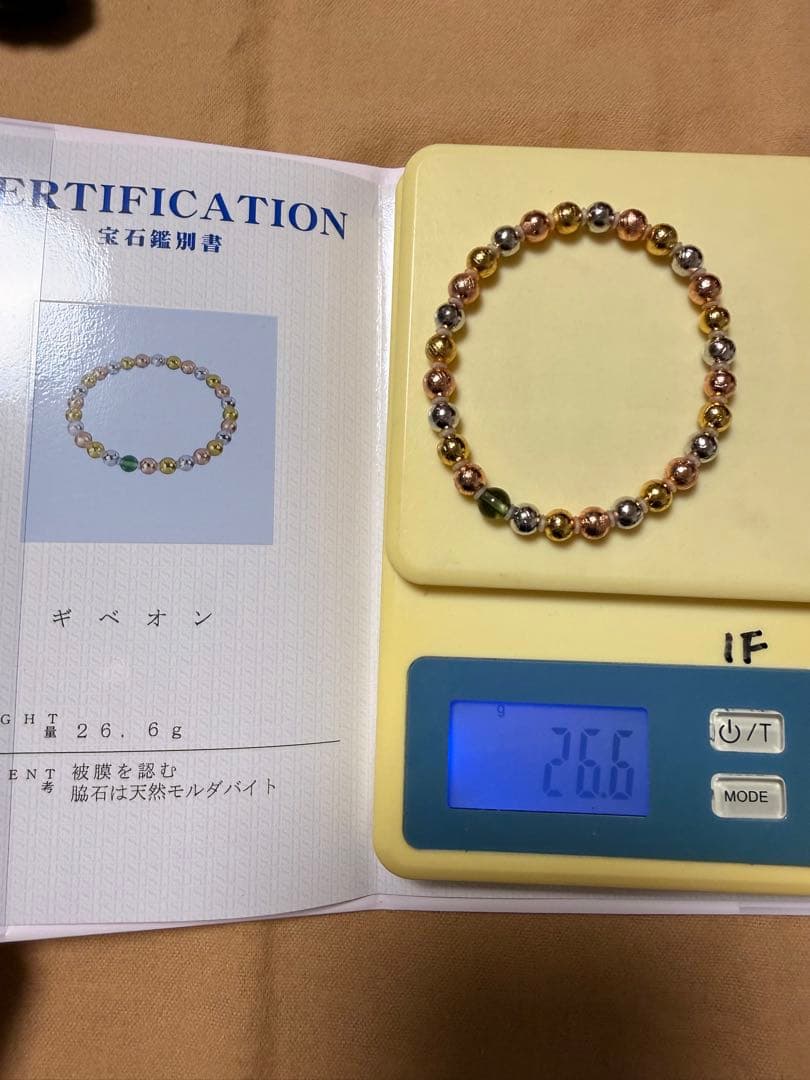 ERTIFICATION
宝石鑑別書
ギベオン
GHT
量 26.6g
ENT 被膜を認む
考 脇石は天然モルダバイト
1F
g
26.6
⏻/T
MODE